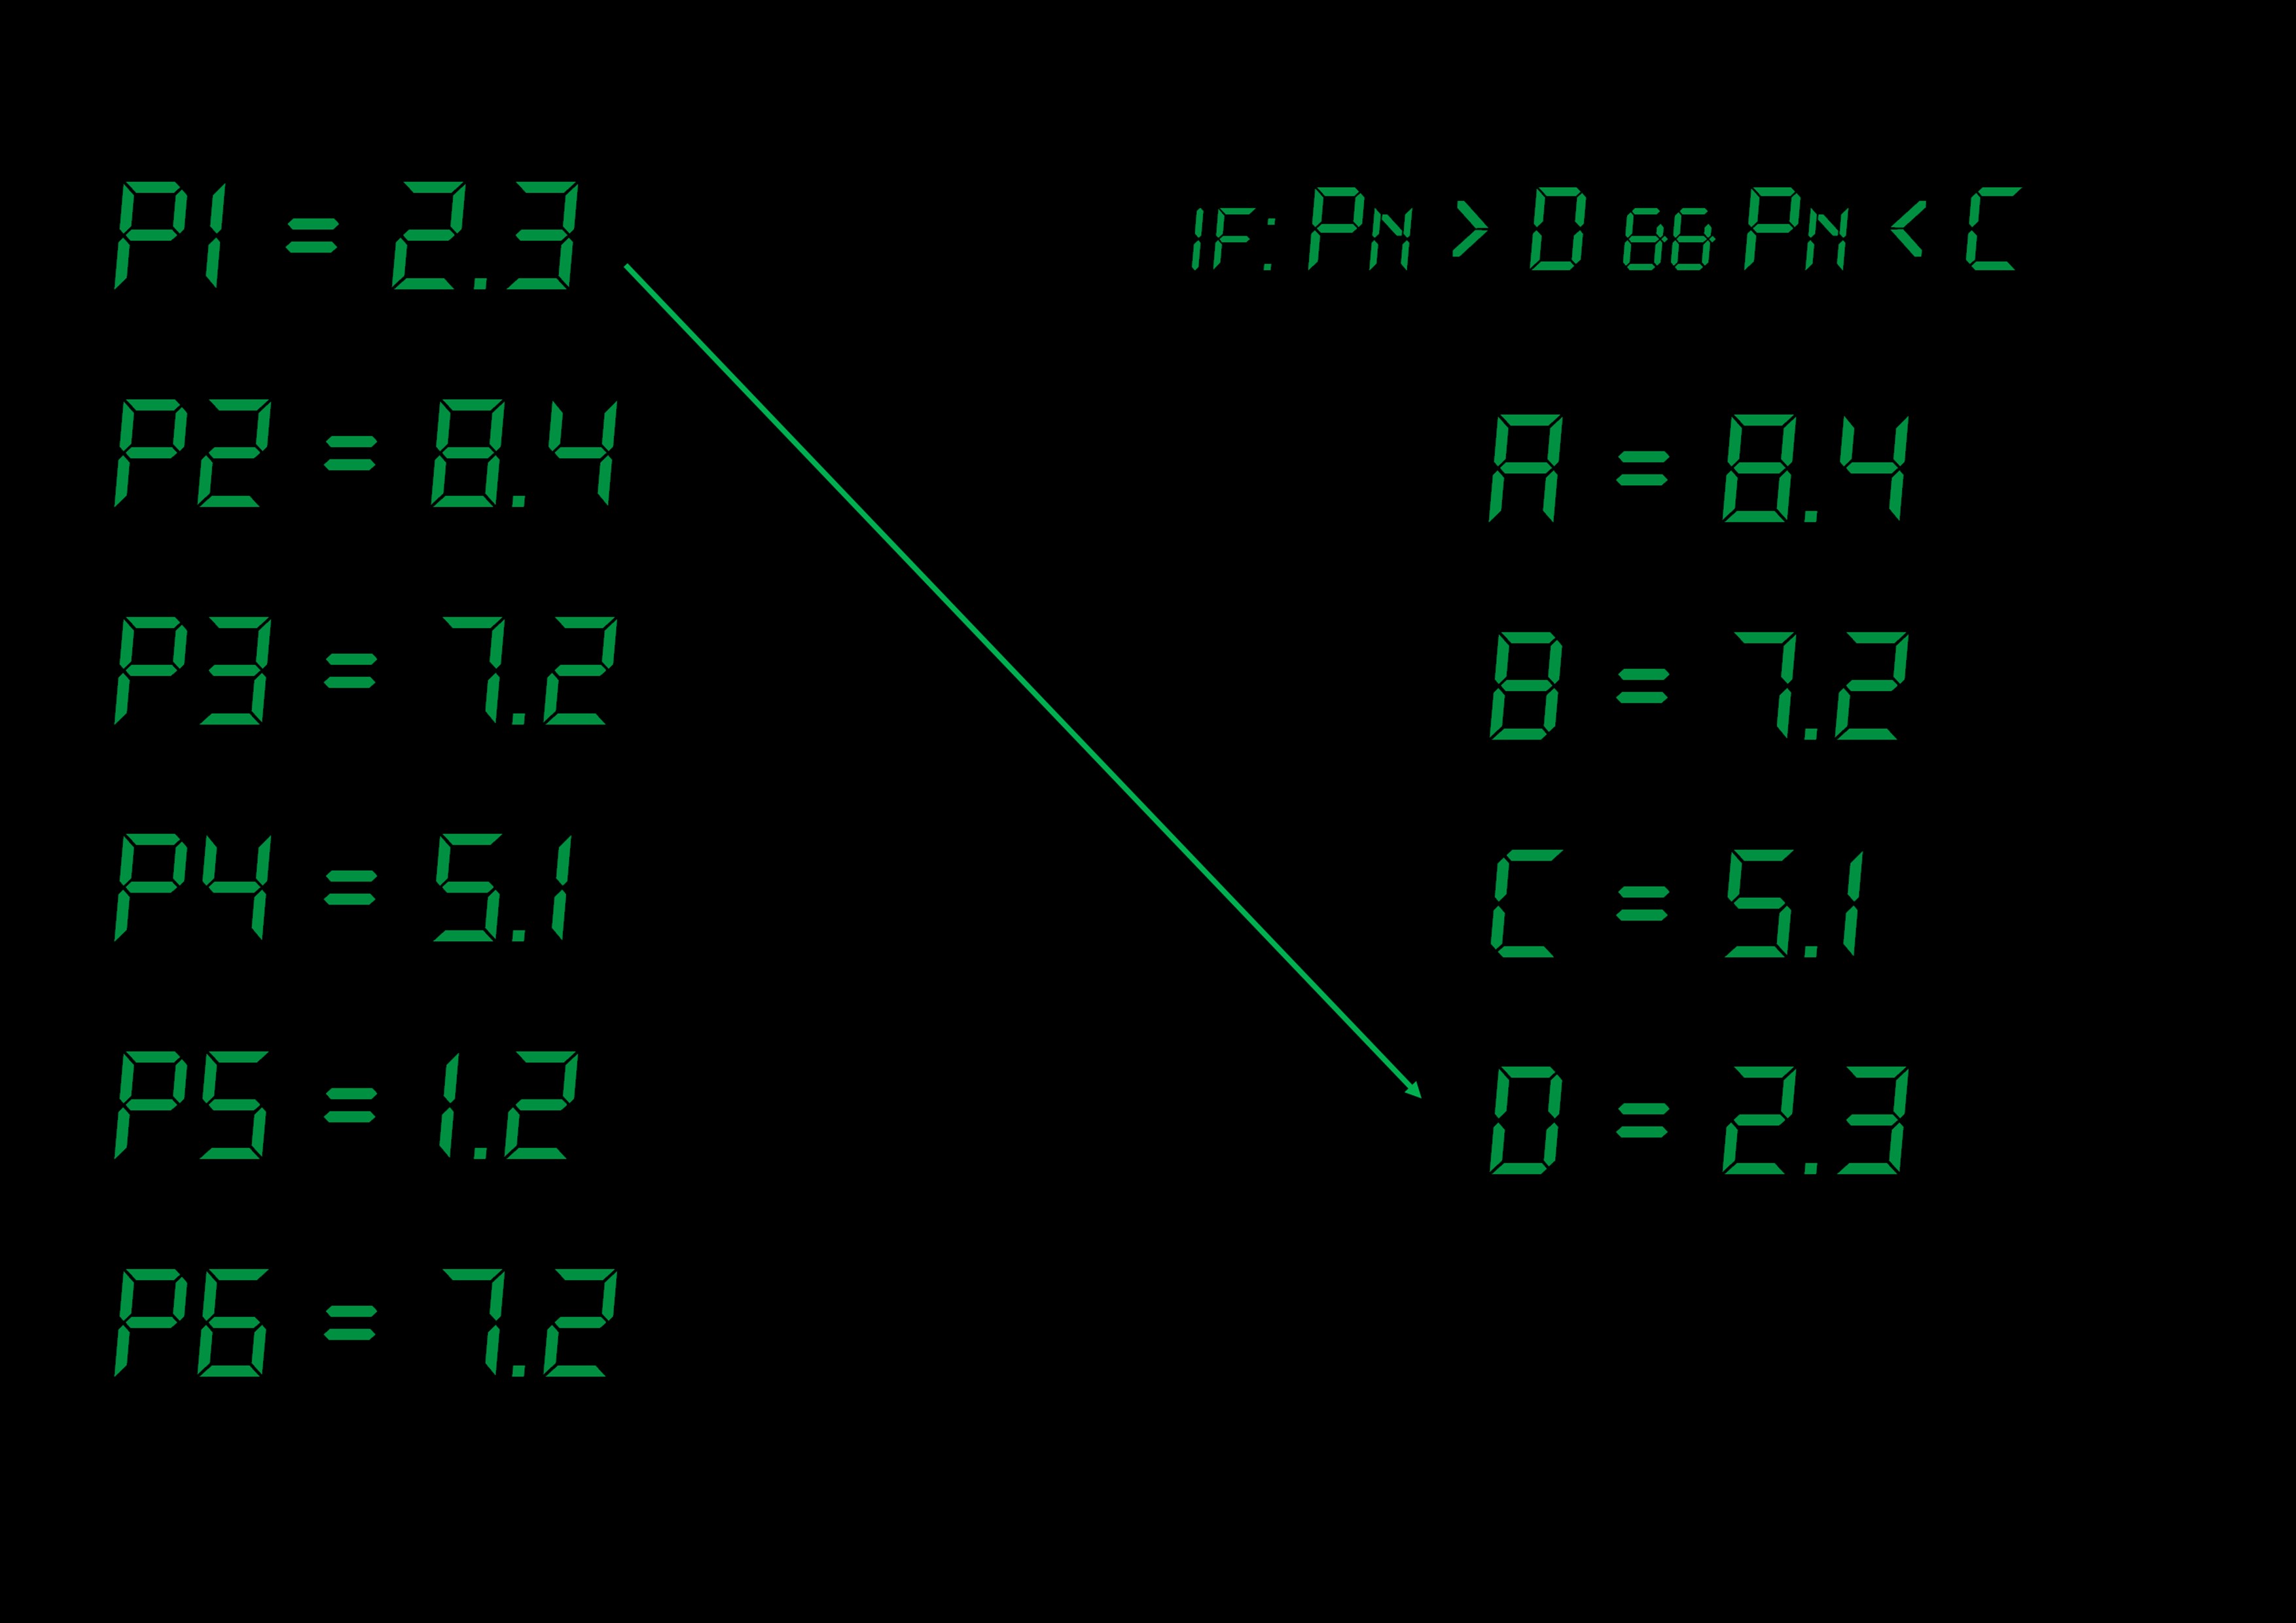 P1 = 2.3
P2 = 8.4
P3 = 7.2
P4 = 5.1
P5 = 1.2
P6 = 7.2
IF: PN > D && PN < C
A = 8.4
B = 7.2
C = 5.1
D = 2.3